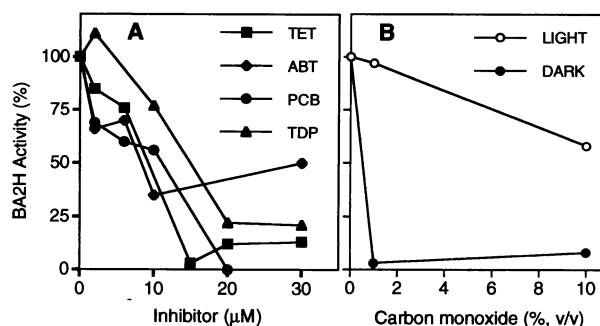 A
TET
ABT
PCB
TDP
B
LIGHT
DARK
BA2H Activity (%)
100
75
50
25
0
0 10 20 30
Inhibitor (µM)
0 2 4 6 8 10
Carbon monoxide (%, v/v)